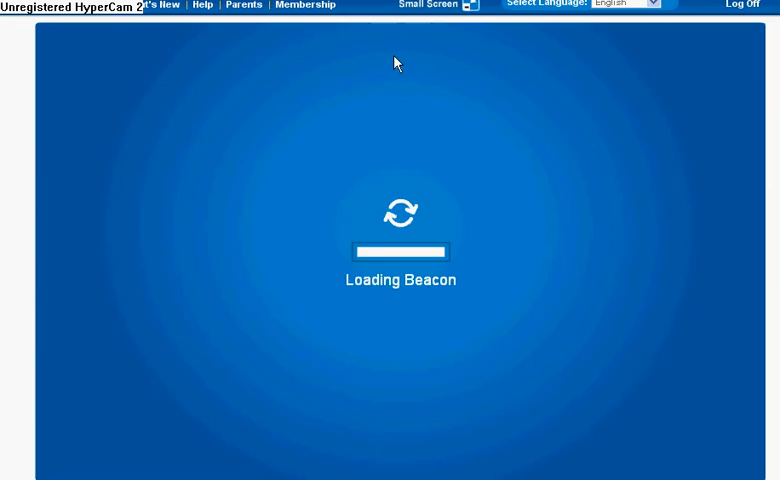 Unregistered HyperCam 2
t's New | Help | Parents | Membership
Small Screen
Select Language: English
Log Off
Loading Beacon